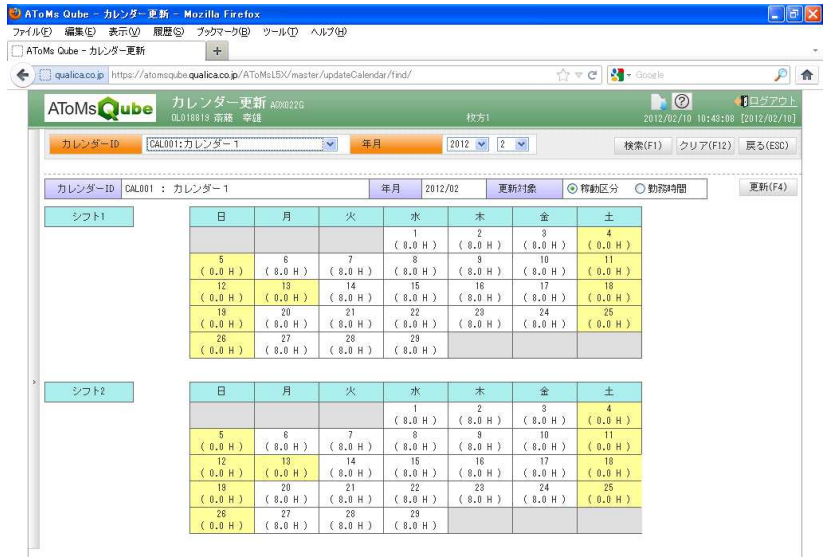 AToMs Qube - カレンダー更新 - Mozilla Firefox
ファイル(F) 編集(E) 表示(V) 履歴(S) ブックマーク(B) ツール(T) ヘルプ(H)
AToMs Qube - カレンダー更新 +
qualica.co.jp https://atomsqube.qualica.co.jp/AToMsL5X/master/updateCalendar/find/ Google
AToMs Qube カレンダー更新 AOX022G ? ログアウト
QL018819 斎藤 幸雄 枚方1 2012/02/10 10:49:08 [2012/02/10]
カレンダーID CAL001:カレンダー1 年月 2012 2 検索(F1) クリア(F12) 戻る(ESC)
カレンダーID CAL001 : カレンダー1 年月 2012/02 更新対象 稼動区分 勤務時間 更新(F4)
シフト1 日 月 火 水 木 金 土
1 2 3 4
( 8.0 H ) ( 8.0 H ) ( 8.0 H ) ( 0.0 H )
5 6 7 8 9 10 11
( 0.0 H ) ( 8.0 H ) ( 8.0 H ) ( 8.0 H ) ( 8.0 H ) ( 8.0 H ) ( 0.0 H )
12 13 14 15 16 17 18
( 0.0 H ) ( 0.0 H ) ( 8.0 H ) ( 8.0 H ) ( 8.0 H ) ( 8.0 H ) ( 0.0 H )
19 20 21 22 23 24 25
( 0.0 H ) ( 8.0 H ) ( 8.0 H ) ( 8.0 H ) ( 8.0 H ) ( 8.0 H ) ( 0.0 H )
26 27 28 29
( 0.0 H ) ( 8.0 H ) ( 8.0 H ) ( 8.0 H )
シフト2 日 月 火 水 木 金 土
1 2 3 4
( 8.0 H ) ( 8.0 H ) ( 8.0 H ) ( 0.0 H )
5 6 7 8 9 10 11
( 0.0 H ) ( 8.0 H ) ( 8.0 H ) ( 8.0 H ) ( 8.0 H ) ( 8.0 H ) ( 0.0 H )
12 13 14 15 16 17 18
( 0.0 H ) ( 0.0 H ) ( 8.0 H ) ( 8.0 H ) ( 8.0 H ) ( 8.0 H ) ( 0.0 H )
19 20 21 22 23 24 25
( 0.0 H ) ( 8.0 H ) ( 8.0 H ) ( 8.0 H ) ( 8.0 H ) ( 8.0 H ) ( 0.0 H )
26 27 28 29
( 0.0 H ) ( 8.0 H ) ( 8.0 H ) ( 8.0 H )